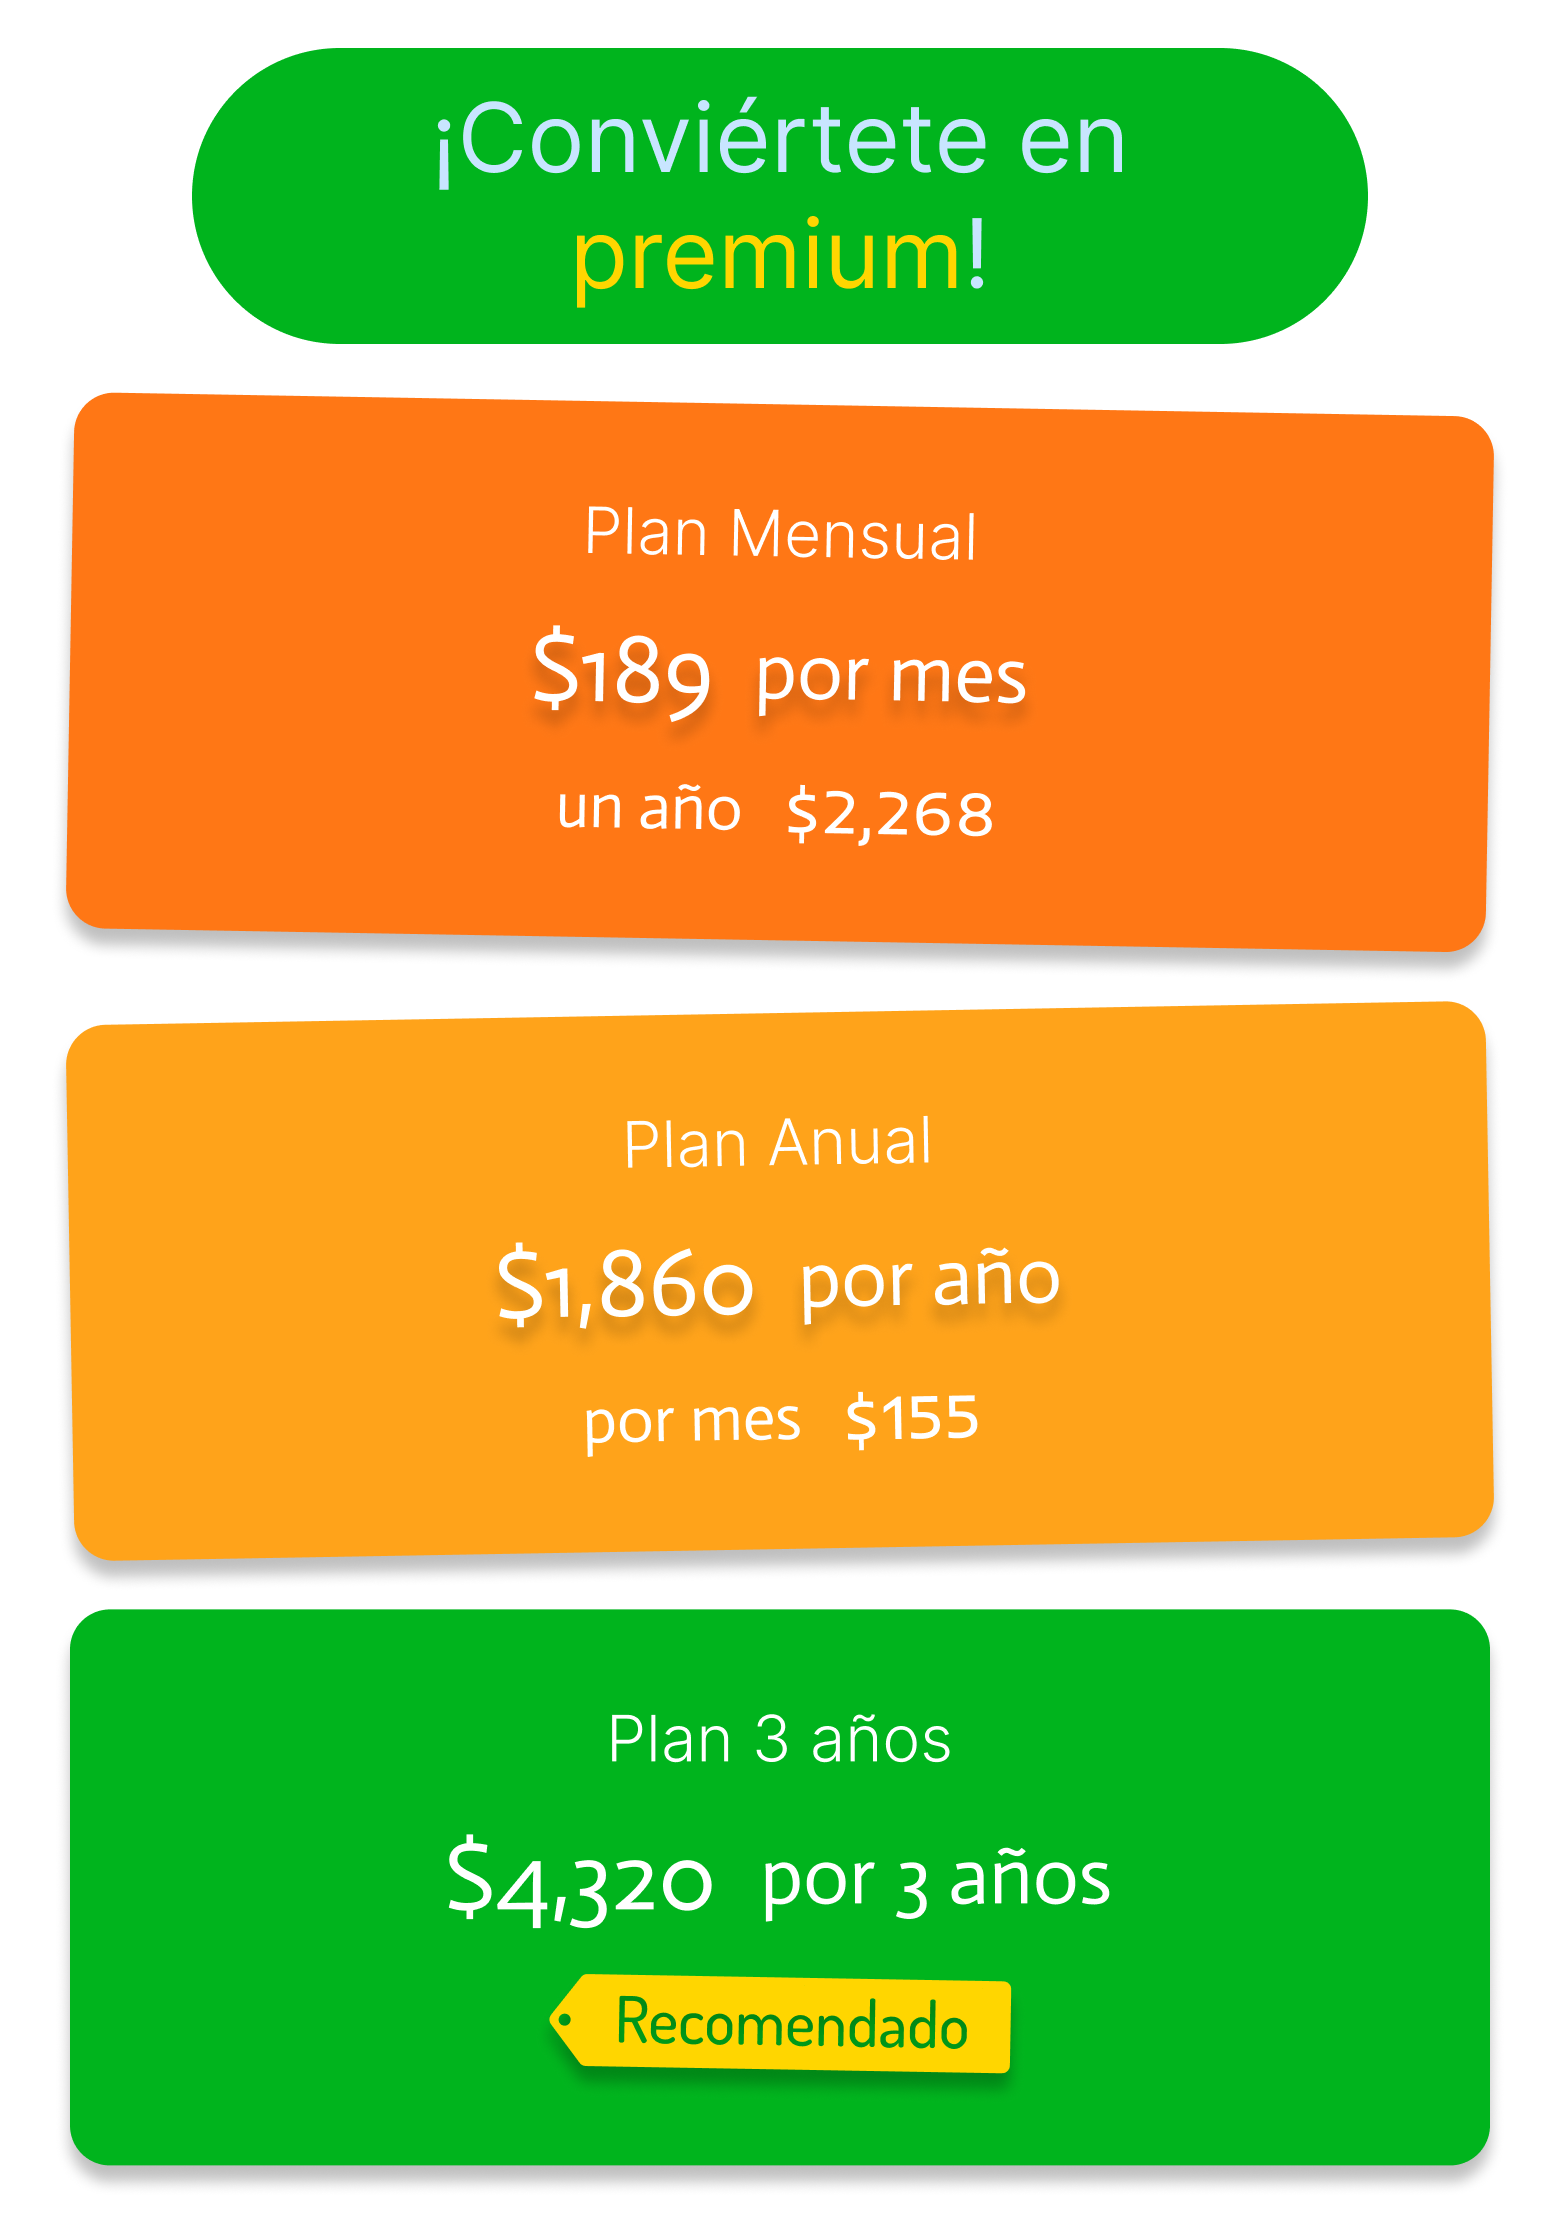 ¡Conviértete en
premium!
Plan Mensual
$189 por mes
un año $2,268
Plan Anual
$1,860 por año
por mes $155
Plan 3 años
$4,320 por 3 años
Recomendado